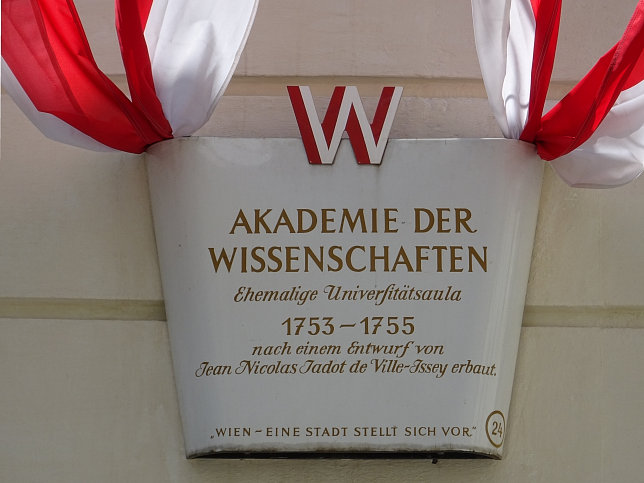 W
AKADEMIE DER
WISSENSCHAFTEN
Ehemalige Univerſitätsaula
1753 – 1755
nach einem Entwurf von
Jean Nicolas Jadot de Ville-Issey erbaut.
„WIEN – EINE STADT STELLT SICH VOR."
24